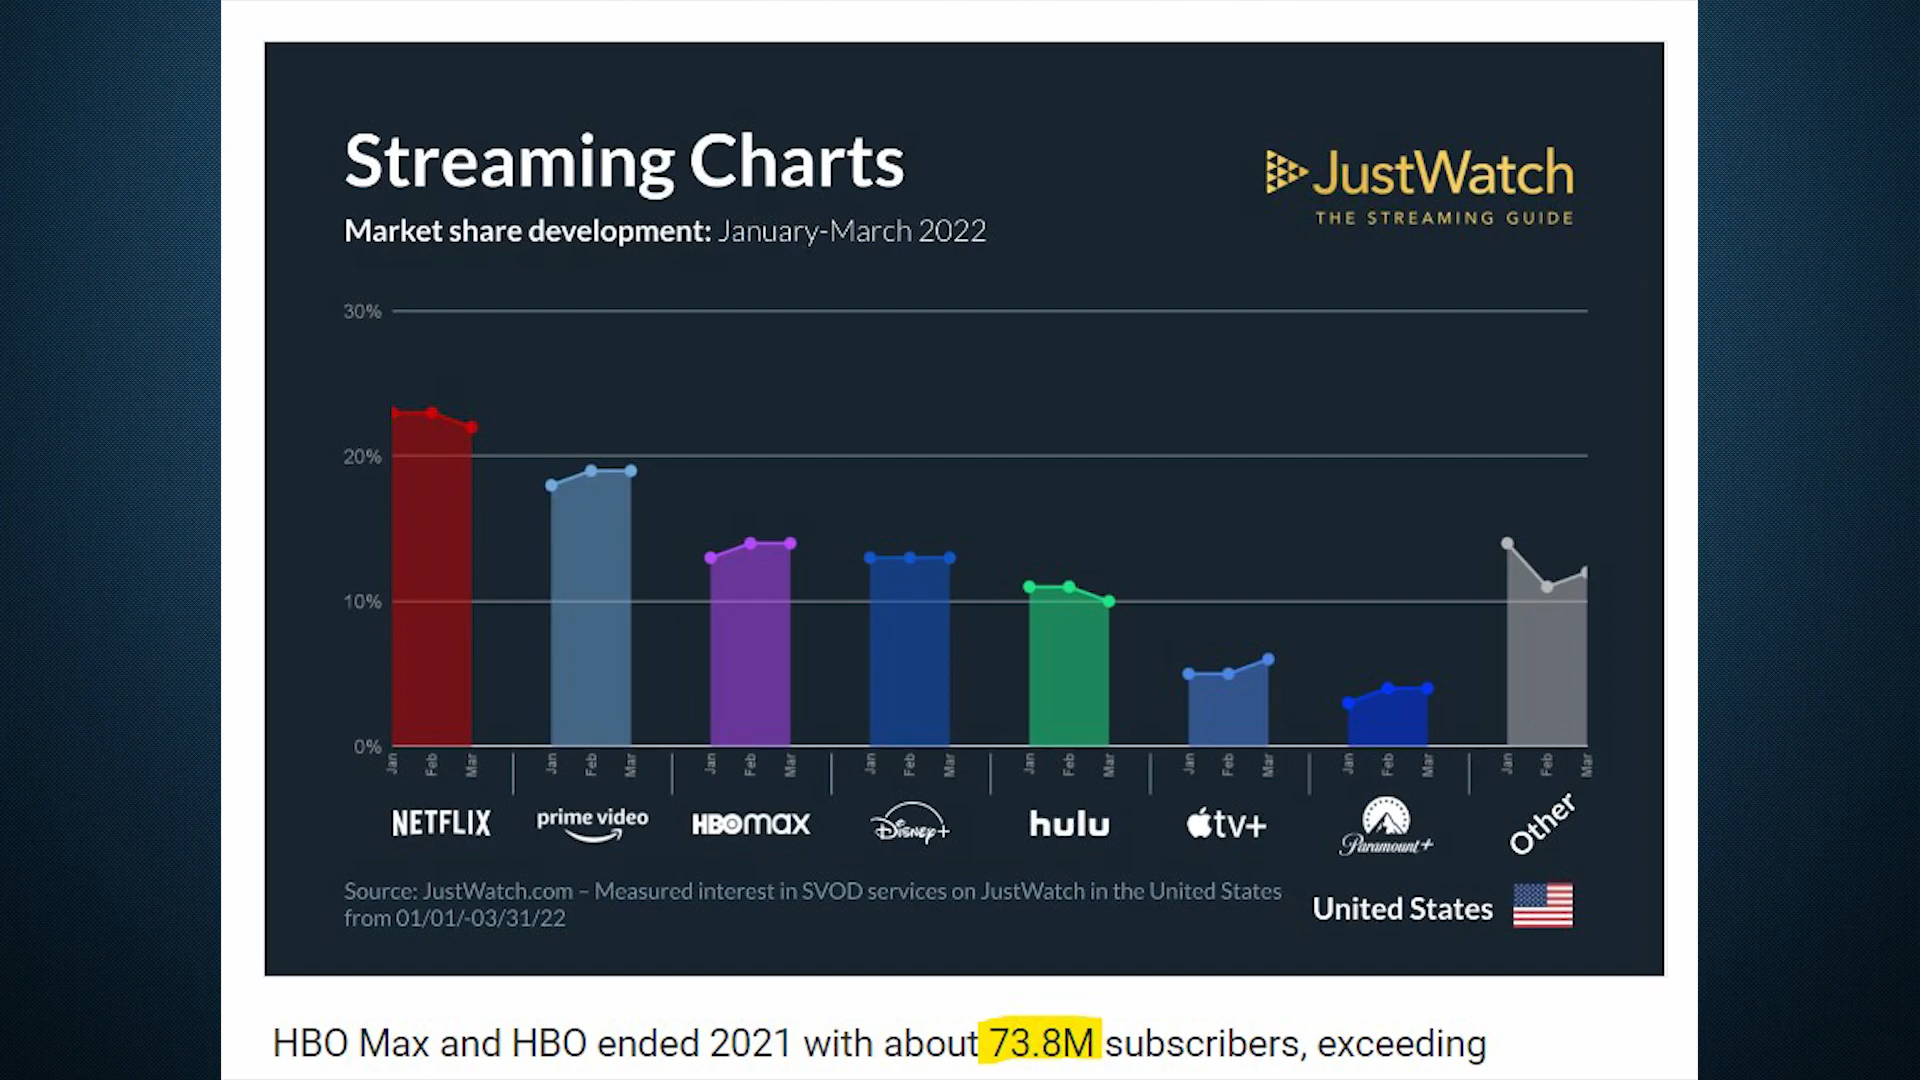 Streaming Charts
Market share development: January-March 2022
JustWatch
THE STREAMING GUIDE
30%
20%
10%
0%
Jan Feb Mar Jan Feb Mar Jan Feb Mar Jan Feb Mar Jan Feb Mar Jan Feb Mar Jan Feb Mar Jan Feb Mar
NETFLIX prime video HBOmax Disney+ hulu tv+ Paramount+ Other
Source: JustWatch.com – Measured interest in SVOD services on JustWatch in the United States
from 01/01/-03/31/22
United States
HBO Max and HBO ended 2021 with about 73.8M subscribers, exceeding